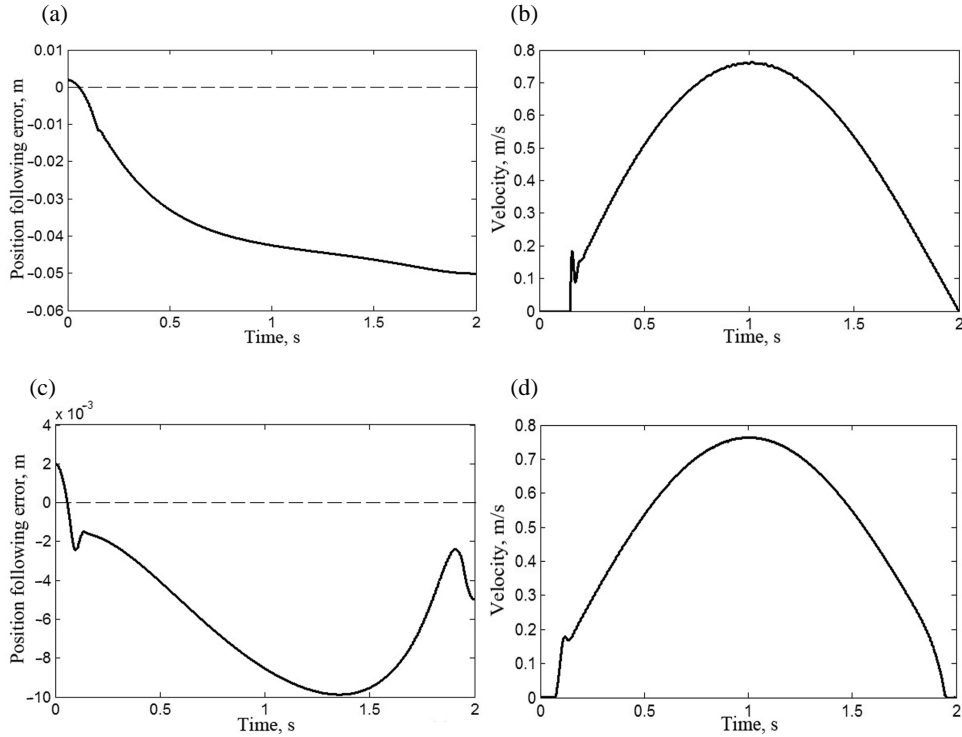 (a)
(b)
0.01
0
−0.01
−0.02
−0.03
−0.04
−0.05
−0.06
Position following error, m
0 0.5 1 1.5 2
Time, s
0.8
0.7
0.6
0.5
0.4
0.3
0.2
0.1
0
Velocity, m/s
0 0.5 1 1.5 2
Time, s
(c)
(d)
x 10⁻³
4
2
0
−2
−4
−6
−8
−10
Position following error, m
0 0.5 1 1.5 2
Time, s
0.8
0.7
0.6
0.5
0.4
0.3
0.2
0.1
0
Velocity, m/s
0 0.5 1 1.5 2
Time, s